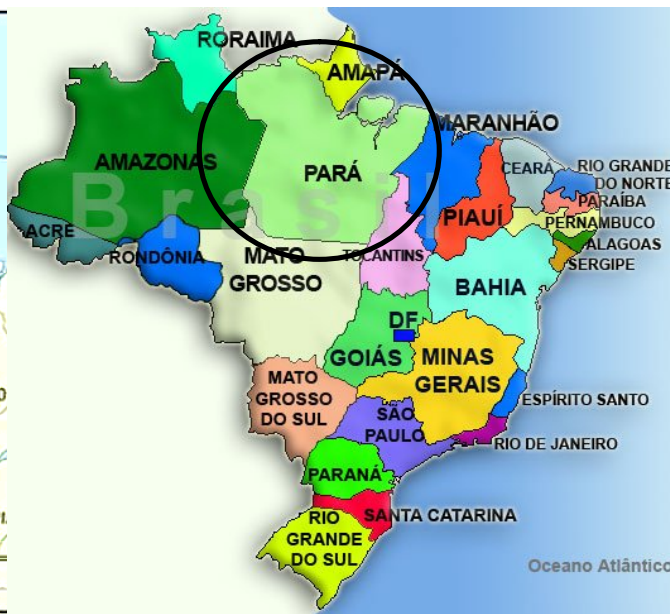 RORAIMA
AMAPÁ
MARANHÃO
AMAZONAS
PARÁ
CEARÁ
RIO GRANDE
DO NORTE
PARAÍBA
Brasil
PIAUÍ
PERNAMBUCO
ACRE
ALAGOAS
RONDÔNIA
MATO
GROSSO
TOCANTINS
SERGIPE
BAHIA
DF
GOIÁS
MINAS
GERAIS
MATO
GROSSO
DO SUL
ESPÍRITO SANTO
SÃO
PAULO
RIO DE JANEIRO
PARANÁ
SANTA CATARINA
RIO
GRANDE
DO SUL
Oceano Atlântico